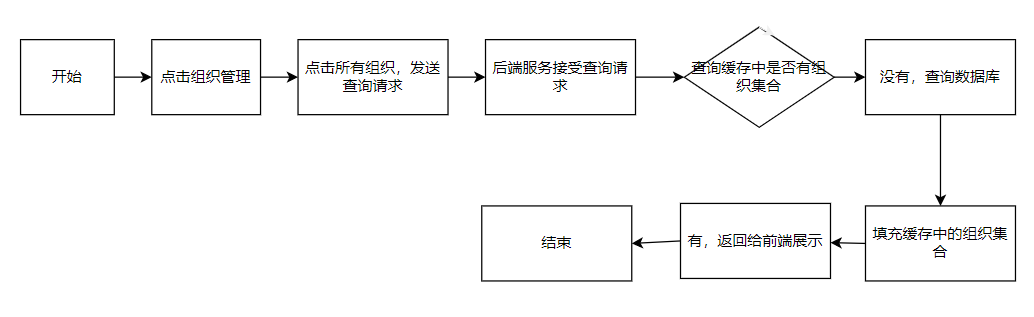 开始
点击组织管理
点击所有组织，发送
查询请求
后端服务接受查询请
求
查询缓存中是否有组
织集合
没有，查询数据库
填充缓存中的组织集
合
有，返回给前端展示
结束